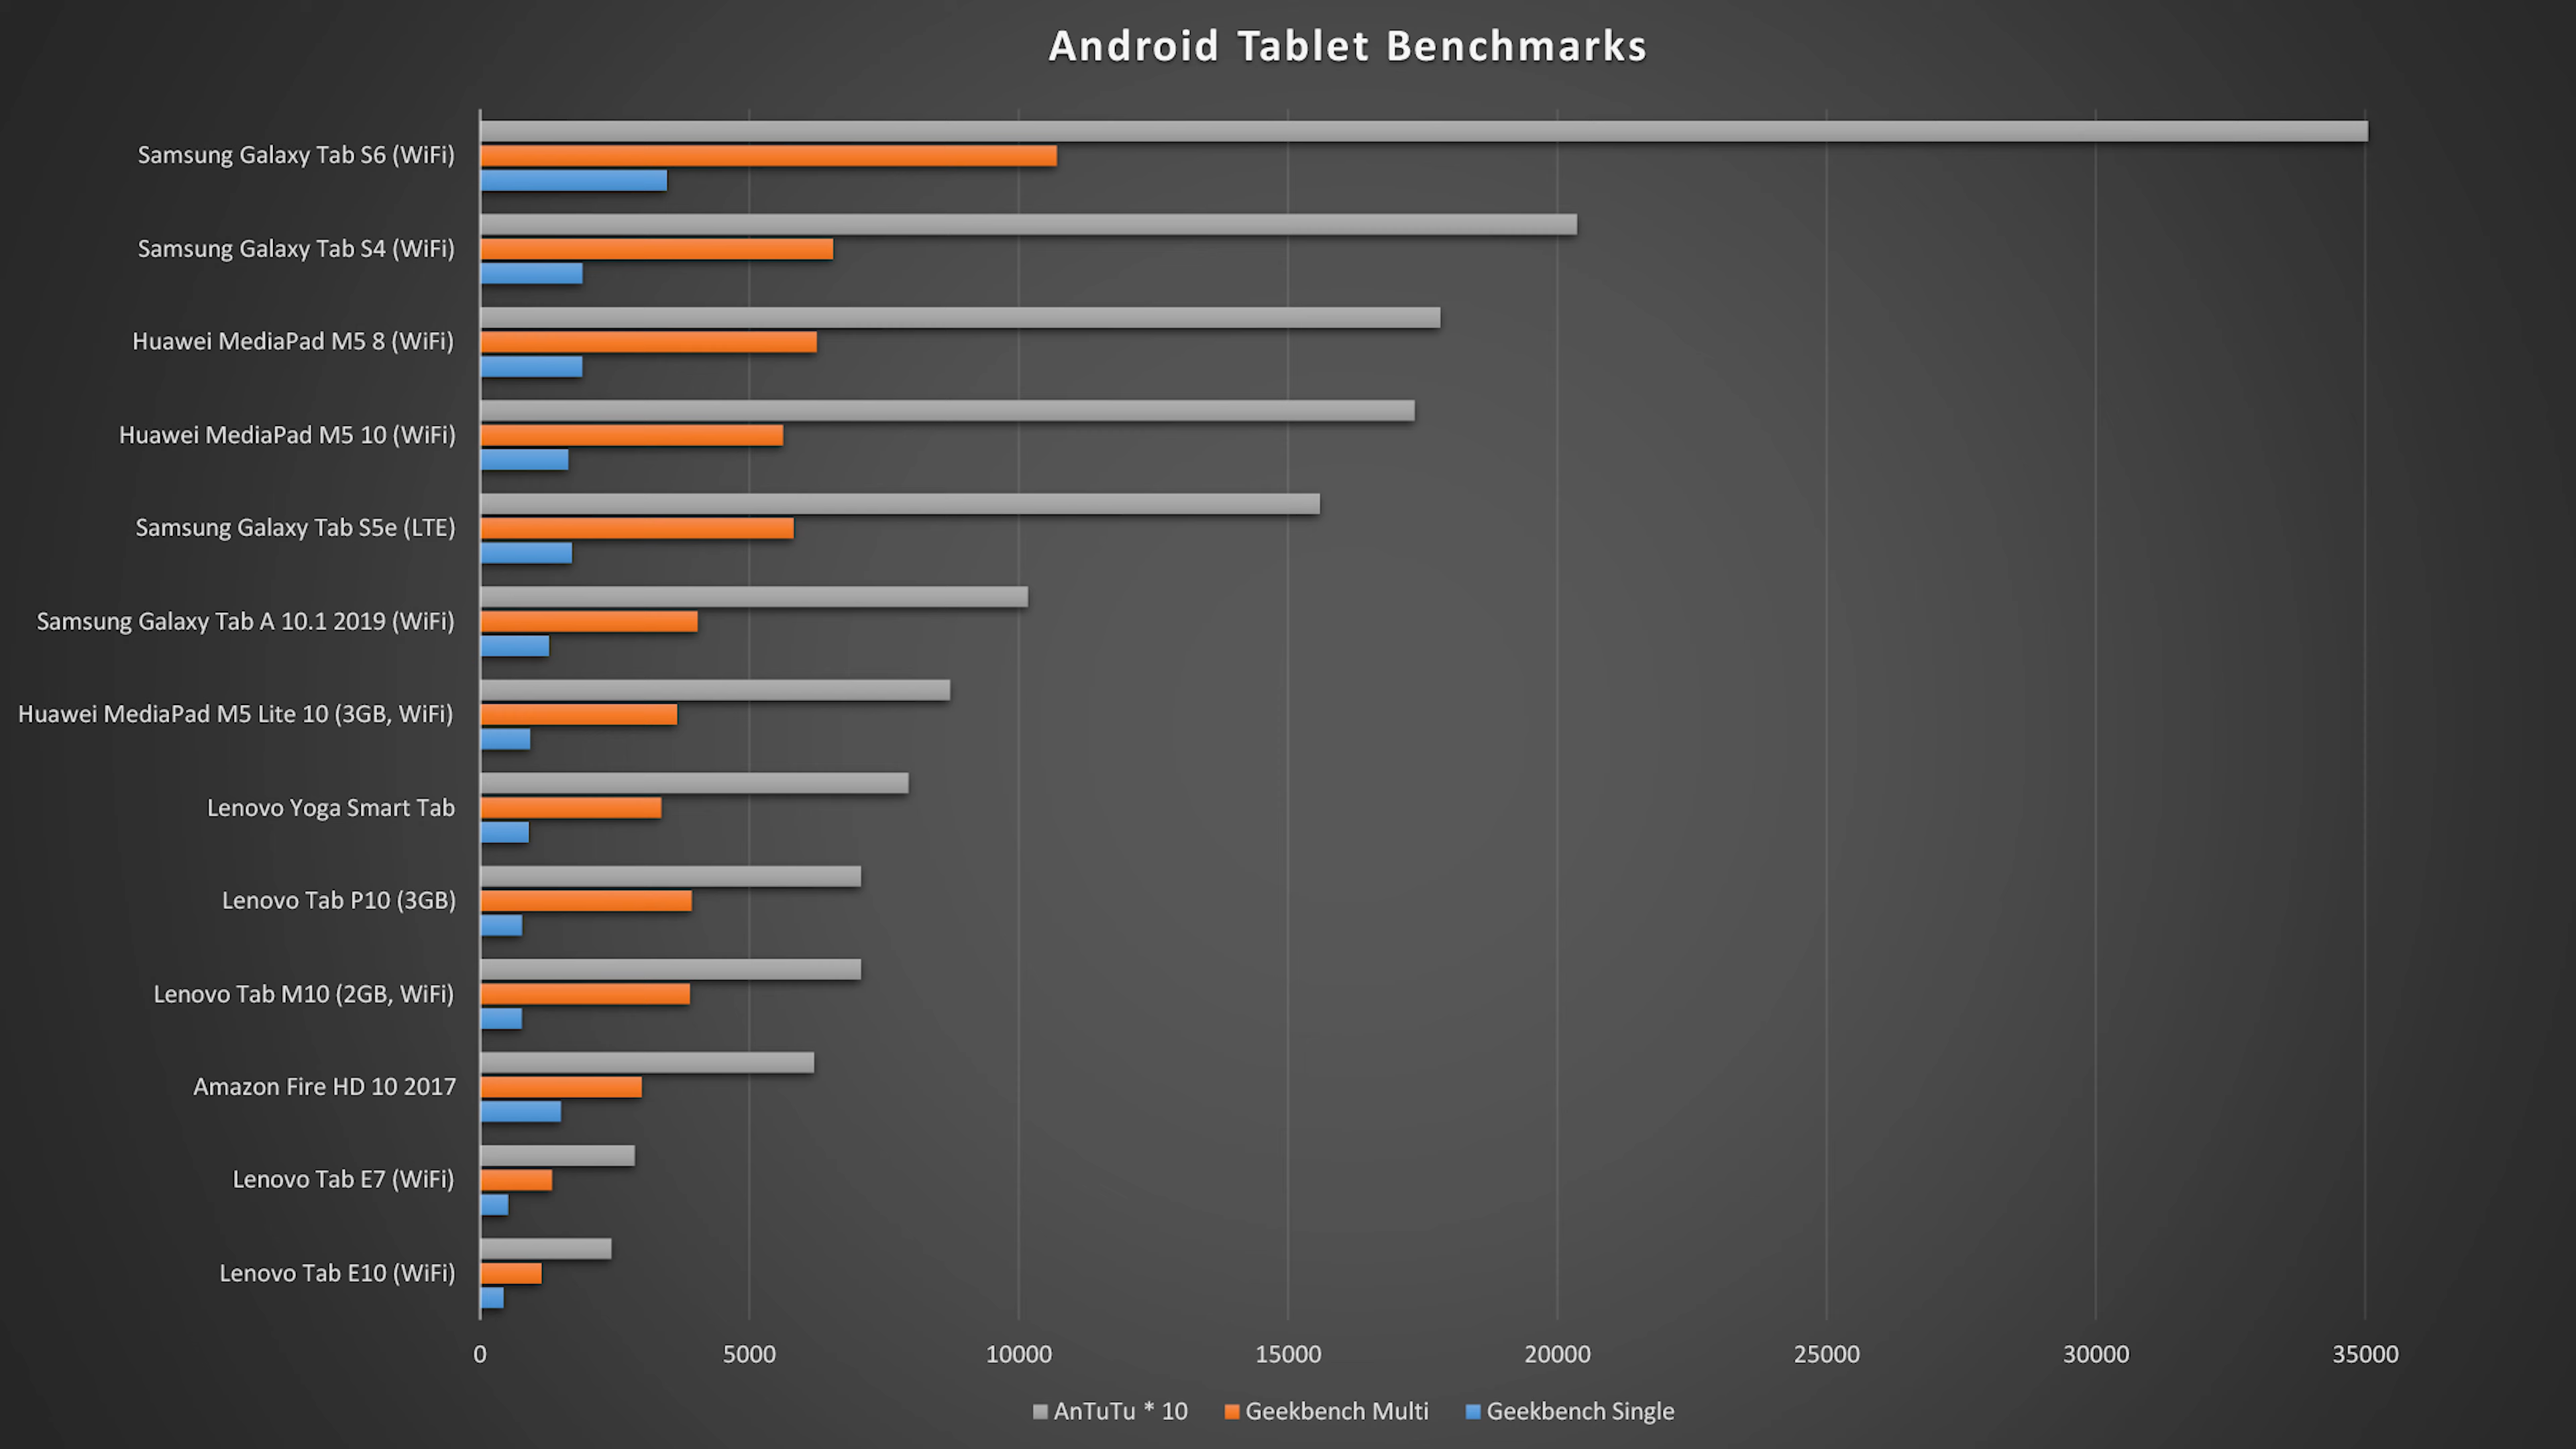 Android Tablet Benchmarks
Samsung Galaxy Tab S6 (WiFi)
Samsung Galaxy Tab S4 (WiFi)
Huawei MediaPad M5 8 (WiFi)
Huawei MediaPad M5 10 (WiFi)
Samsung Galaxy Tab S5e (LTE)
Samsung Galaxy Tab A 10.1 2019 (WiFi)
Huawei MediaPad M5 Lite 10 (3GB, WiFi)
Lenovo Yoga Smart Tab
Lenovo Tab P10 (3GB)
Lenovo Tab M10 (2GB, WiFi)
Amazon Fire HD 10 2017
Lenovo Tab E7 (WiFi)
Lenovo Tab E10 (WiFi)
0 5000 10000 15000 20000 25000 30000 35000
AnTuTu * 10 Geekbench Multi Geekbench Single